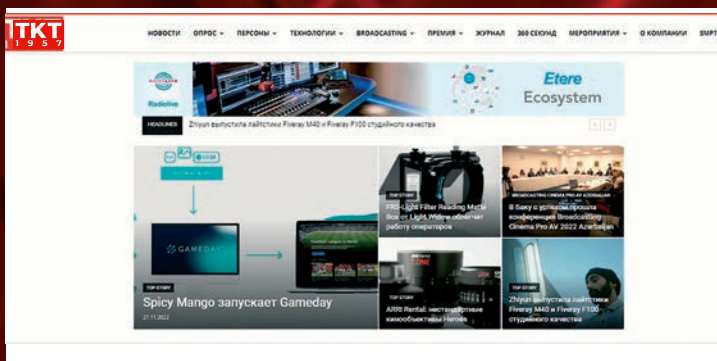 ТКТ
1957
НОВОСТИ ОПРОС ПЕРСОНЫ ТЕХНОЛОГИИ BROADCASTING ПРЕМИЯ ЖУРНАЛ 360 СЕКУНД МЕРОПРИЯТИЯ О КОМПАНИИ SMPT
Radiolive
Etere
Ecosystem
HEADLINES Zhiyun выпустила лайтстики Fiveray M40 и Fiveray F100 студийного качества
GAMEDAY
TOP STORY
Spicy Mango запускает Gameday
27.11.2022
TOP STORY
FRS-Light Filter Reading Matte
Box от Light Widow облегчит
работу операторов
BROADCASTING CINEMA PRO AV AZERBAIJAN
В Баку с успехом прошла
конференция Broadcasting
Cinema Pro AV 2022 Azerbaijan
TOP STORY
ARRI Rental: нестандартные
кинообъективы Heroes
TOP STORY
Zhiyun выпустила лайтстики
Fiveray M40 и Fiveray F100
студийного качества